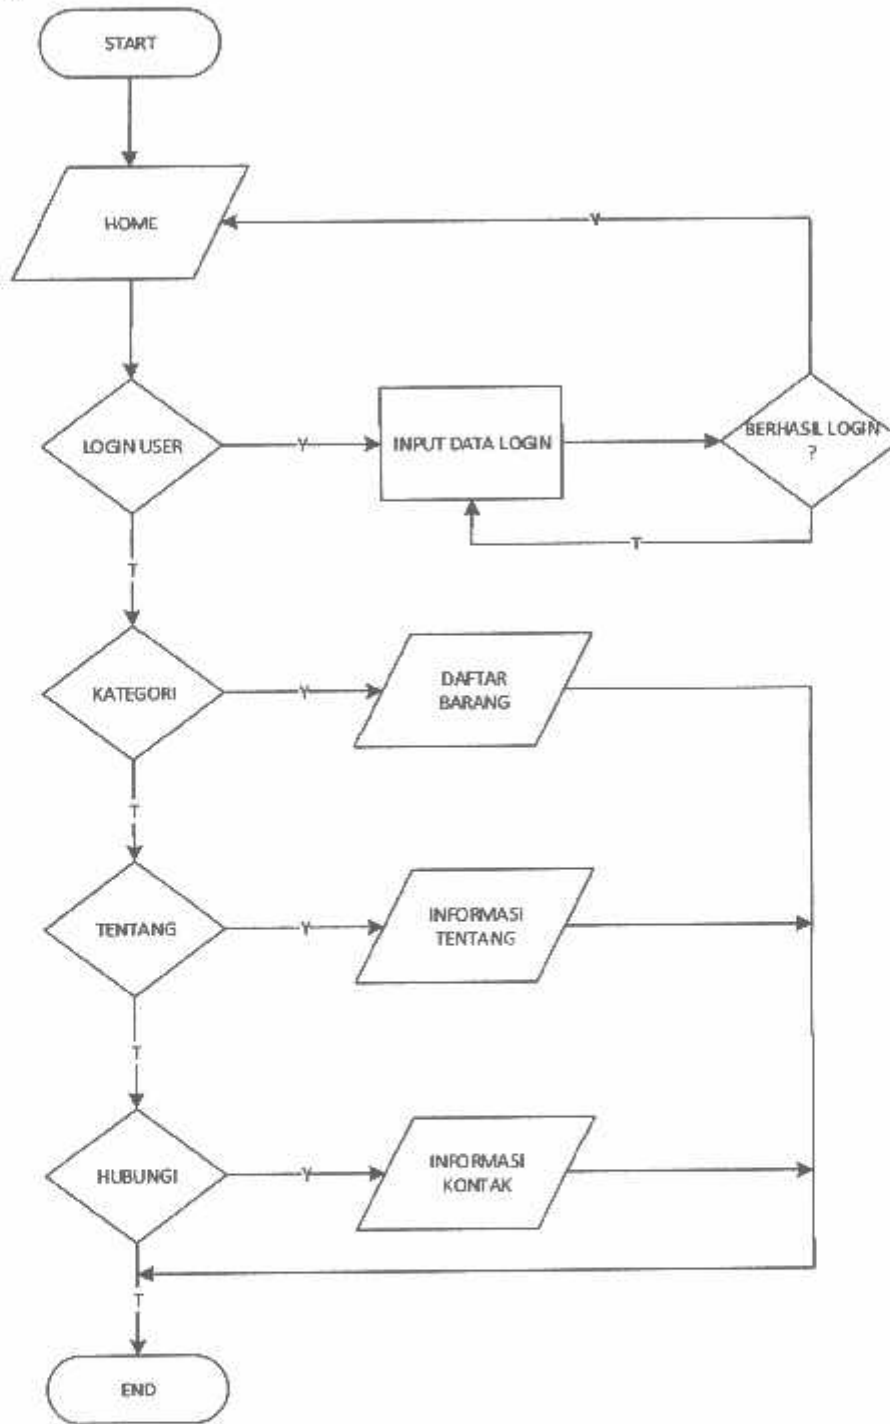 START
HOME
Y
LOGIN USER
Y
INPUT DATA LOGIN
BERHASIL LOGIN
?
T
T
KATEGORI
Y
DAFTAR
BARANG
T
TENTANG
Y
INFORMASI
TENTANG
T
HUBUNGI
Y
INFORMASI
KONTAK
T
END